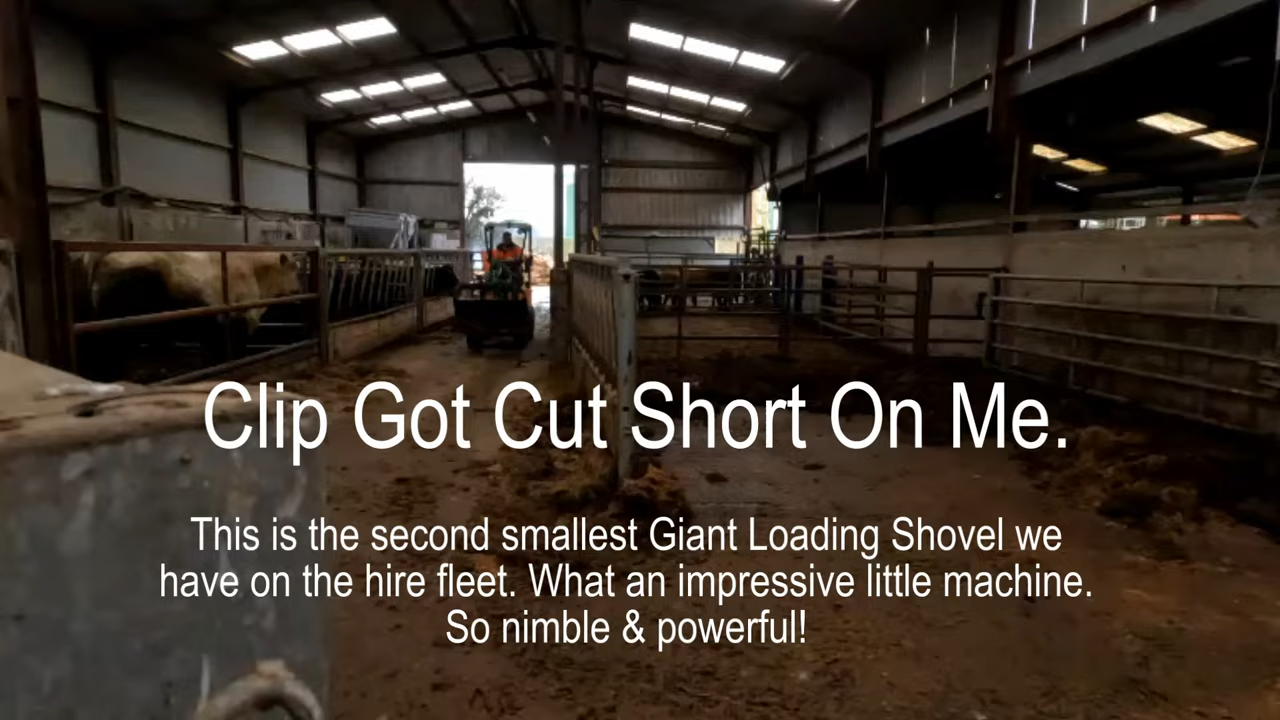 Clip Got Cut Short On Me.
This is the second smallest Giant Loading Shovel we
have on the hire fleet. What an impressive little machine.
So nimble & powerful!